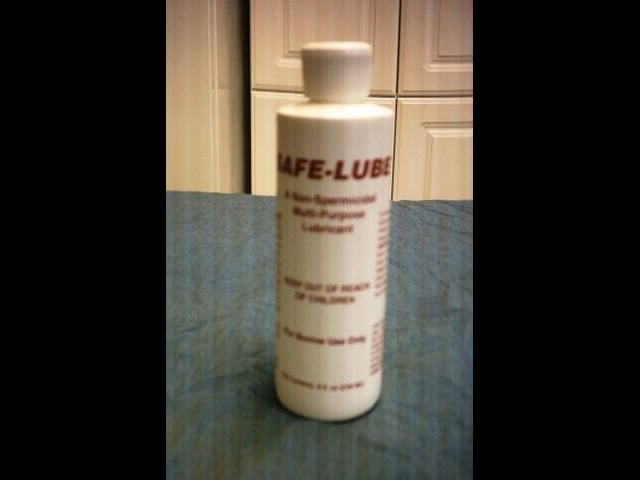 SAFE-LUBE
A Non-Spermicidal
Multi-Purpose
Lubricant
KEEP OUT OF REACH
OF CHILDREN
For Bovine Use Only